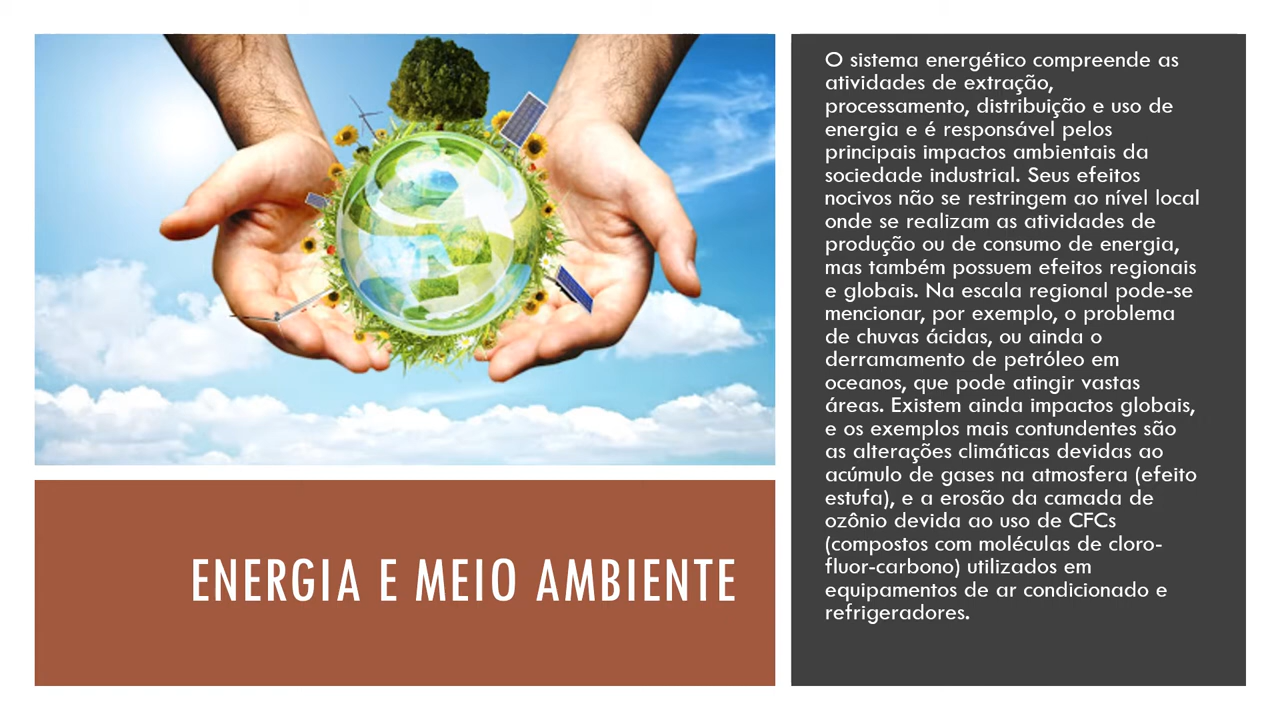 O sistema energético compreende as
atividades de extração,
processamento, distribuição e uso de
energia e é responsável pelos
principais impactos ambientais da
sociedade industrial. Seus efeitos
nocivos não se restringem ao nível local
onde se realizam as atividades de
produção ou de consumo de energia,
mas também possuem efeitos regionais
e globais. Na escala regional pode-se
mencionar, por exemplo, o problema
de chuvas ácidas, ou ainda o
derramamento de petróleo em
oceanos, que pode atingir vastas
áreas. Existem ainda impactos globais,
e os exemplos mais contundentes são
as alterações climáticas devidas ao
acúmulo de gases na atmosfera (efeito
estufa), e a erosão da camada de
ozônio devida ao uso de CFCs
(compostos com moléculas de cloro-
fluor-carbono) utilizados em
equipamentos de ar condicionado e
refrigeradores.
ENERGIA E MEIO AMBIENTE